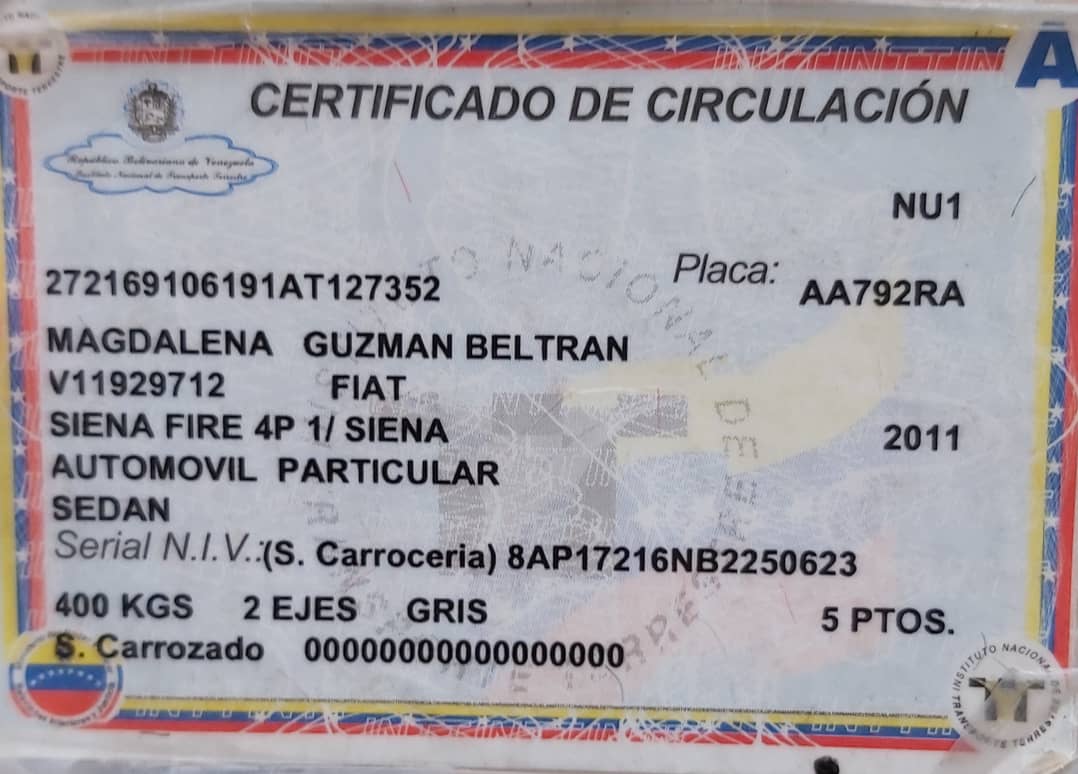 A
CERTIFICADO DE CIRCULACIÓN
República Bolivariana de Venezuela
Instituto Nacional de Transporte Terrestre
NU1
272169106191AT127352 Placa: AA792RA
MAGDALENA GUZMAN BELTRAN
V11929712 FIAT
SIENA FIRE 4P 1/ SIENA 2011
AUTOMOVIL PARTICULAR
SEDAN
Serial N.I.V.:(S. Carroceria) 8AP17216NB2250623
400 KGS 2 EJES GRIS 5 PTOS.
S. Carrozado 00000000000000000
INSTITUTO NACIONAL DE TRANSPORTE TERRESTRE